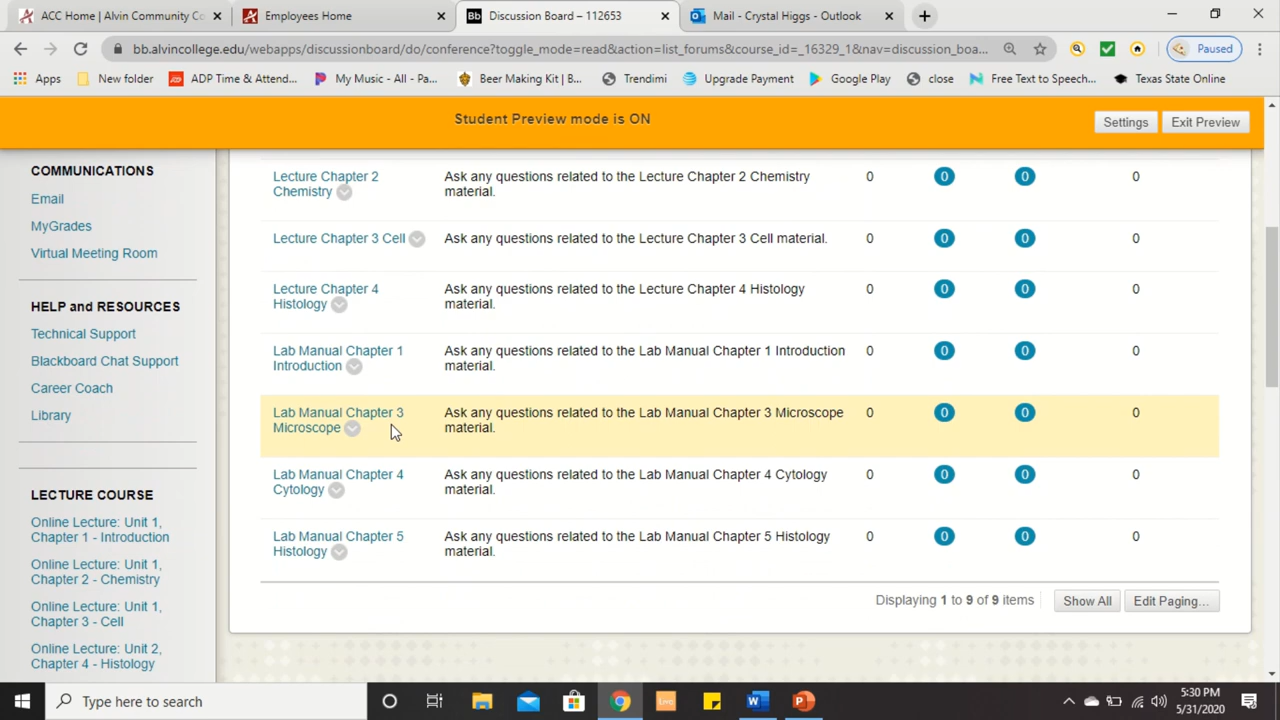 ACC Home | Alvin Community Co
Employees Home
Discussion Board – 112653
Mail - Crystal Higgs - Outlook
bb.alvincollege.edu/webapps/discussionboard/do/conference?toggle_mode=read&action=list_forums&course_id=_16329_1&nav=discussion_boa...
Paused
Apps
New folder
ADP Time & Attend...
My Music - All - Pa...
Beer Making Kit | B...
Trendimi
Upgrade Payment
Google Play
close
Free Text to Speech...
Texas State Online
Student Preview mode is ON
Settings
Exit Preview
COMMUNICATIONS
Email
MyGrades
Virtual Meeting Room
HELP and RESOURCES
Technical Support
Blackboard Chat Support
Career Coach
Library
LECTURE COURSE
Online Lecture: Unit 1,
Chapter 1 - Introduction
Online Lecture: Unit 1,
Chapter 2 - Chemistry
Online Lecture: Unit 1,
Chapter 3 - Cell
Online Lecture: Unit 2,
Chapter 4 - Histology
Lecture Chapter 2
Chemistry
Ask any questions related to the Lecture Chapter 2 Chemistry
material.
0 0 0 0
Lecture Chapter 3 Cell
Ask any questions related to the Lecture Chapter 3 Cell material.
0 0 0 0
Lecture Chapter 4
Histology
Ask any questions related to the Lecture Chapter 4 Histology
material.
0 0 0 0
Lab Manual Chapter 1
Introduction
Ask any questions related to the Lab Manual Chapter 1 Introduction
material.
0 0 0 0
Lab Manual Chapter 3
Microscope
Ask any questions related to the Lab Manual Chapter 3 Microscope
material.
0 0 0 0
Lab Manual Chapter 4
Cytology
Ask any questions related to the Lab Manual Chapter 4 Cytology
material.
0 0 0 0
Lab Manual Chapter 5
Histology
Ask any questions related to the Lab Manual Chapter 5 Histology
material.
0 0 0 0
Displaying 1 to 9 of 9 items
Show All
Edit Paging...
Type here to search
5:30 PM
5/31/2020